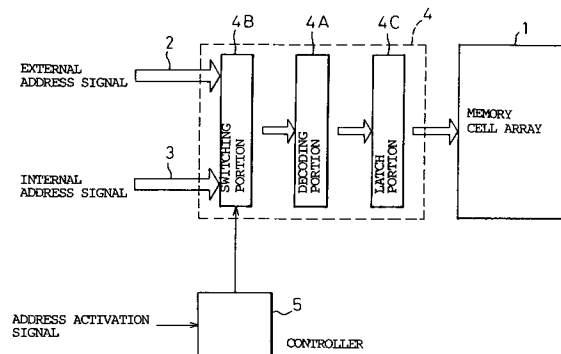 4B
4A
4C
4
1
2
EXTERNAL
ADDRESS SIGNAL
3
INTERNAL
ADDRESS SIGNAL
SWITCHING
PORTION
DECODING
PORTION
LATCH
PORTION
MEMORY
CELL ARRAY
5
ADDRESS ACTIVATION
SIGNAL
CONTROLLER